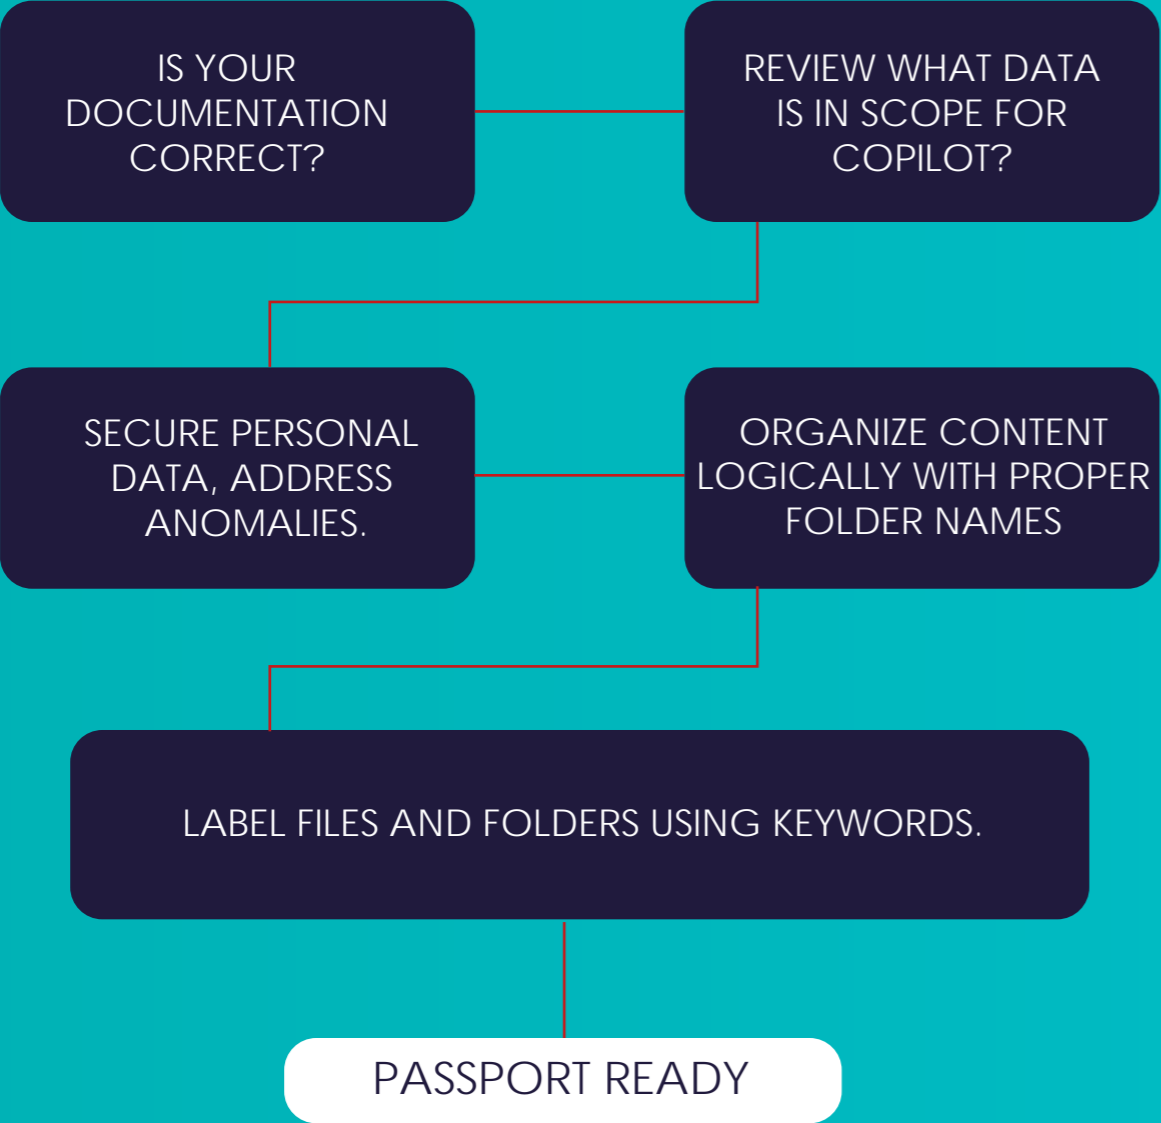 IS YOUR
DOCUMENTATION
CORRECT?
REVIEW WHAT DATA
IS IN SCOPE FOR
COPILOT?
SECURE PERSONAL
DATA, ADDRESS
ANOMALIES.
ORGANIZE CONTENT
LOGICALLY WITH PROPER
FOLDER NAMES
LABEL FILES AND FOLDERS USING KEYWORDS.
PASSPORT READY